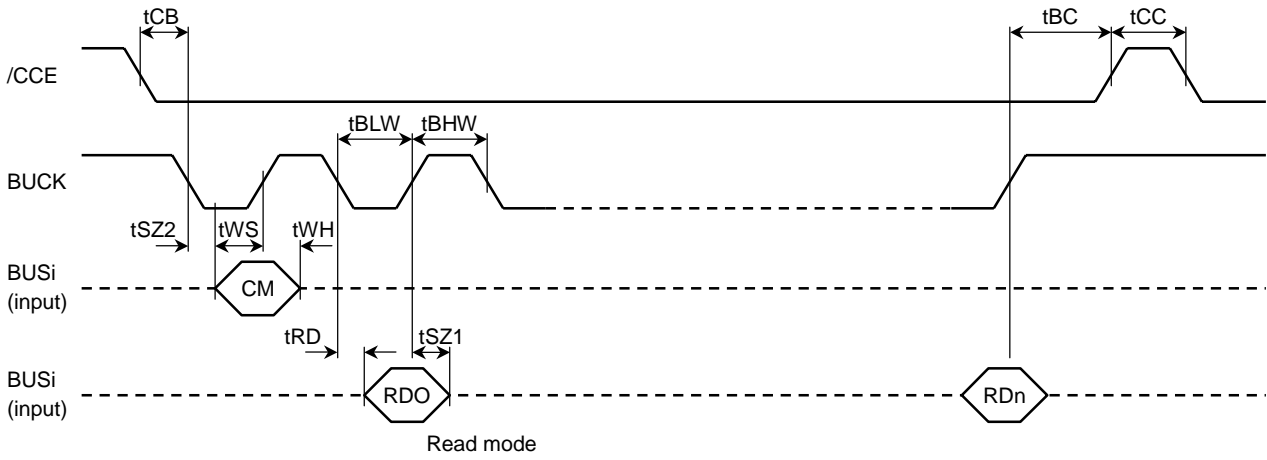 tCB
tBC
tCC
/CCE
tBLW
tBHW
BUCK
tSZ2
tWS
tWH
BUSi
(input)
CM
tRD
tSZ1
BUSi
(input)
RDO
RDn
Read mode